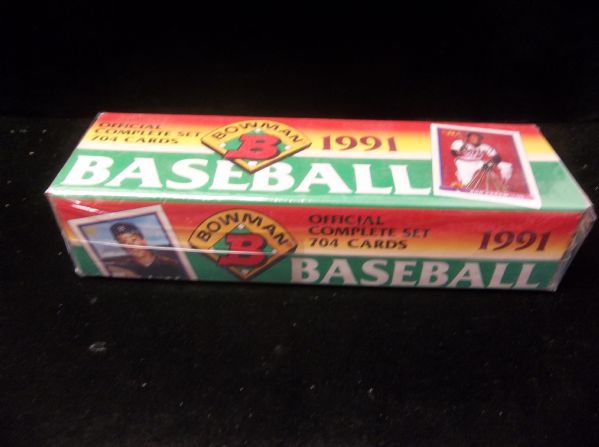 OFFICIAL
COMPLETE SET
704 CARDS
BOWMAN
B
1991
BASEBALL
BOWMAN
B
OFFICIAL
COMPLETE SET
704 CARDS
1991
BASEBALL